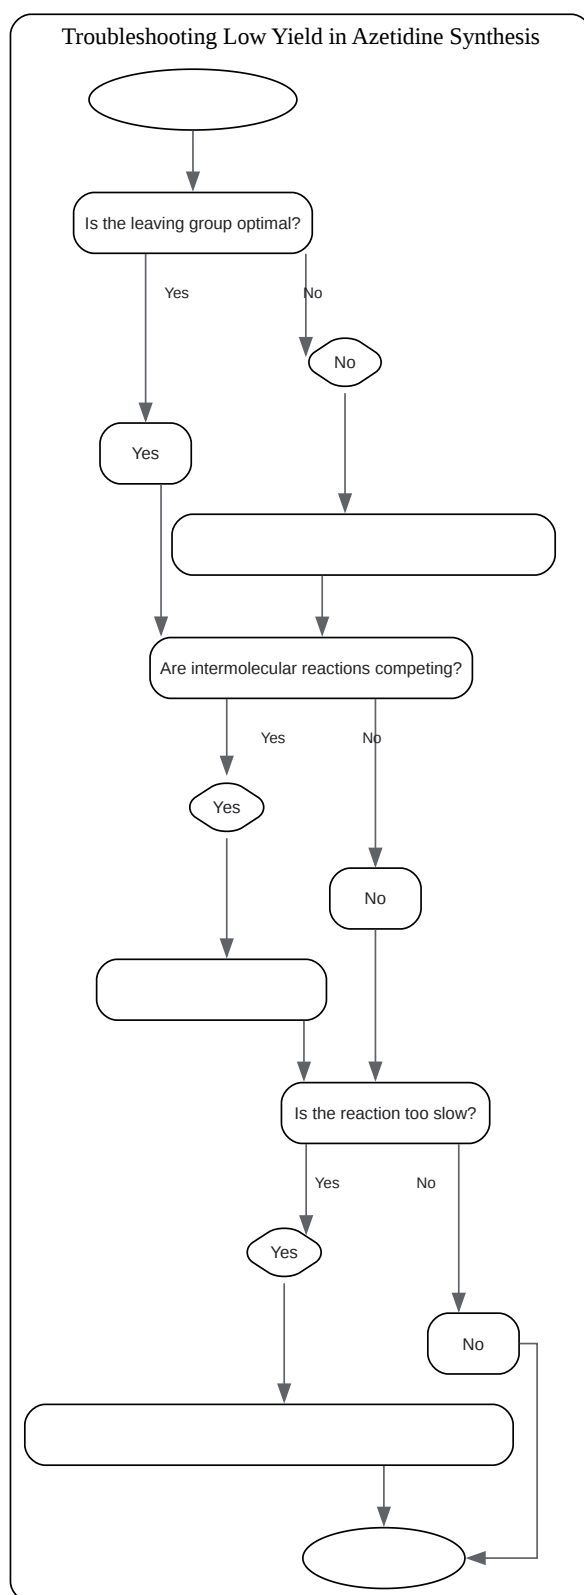 Troubleshooting Low Yield in Azetidine Synthesis
Is the leaving group optimal?
Yes
No
No
Yes
Are intermolecular reactions competing?
Yes
No
Yes
No
Is the reaction too slow?
Yes
No
Yes
No